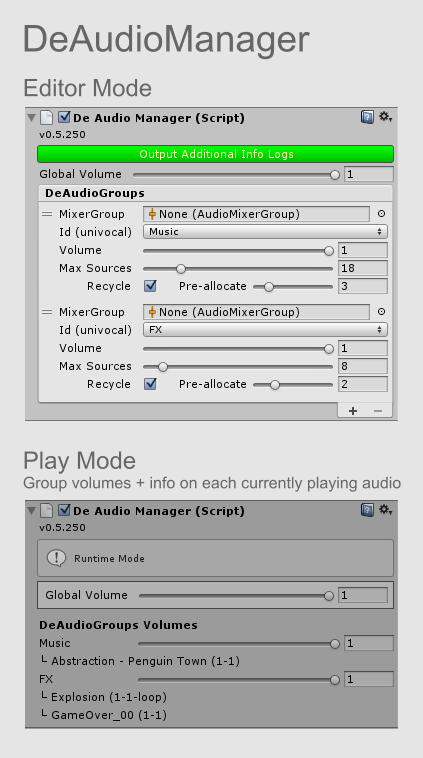 DeAudioManager
Editor Mode
De Audio Manager (Script)
v0.5.250
Output Additional Info Logs
Global Volume 1
DeAudioGroups
MixerGroup None (AudioMixerGroup)
Id (univocal) Music
Volume 1
Max Sources 18
Recycle Pre-allocate 3
MixerGroup None (AudioMixerGroup)
Id (univocal) FX
Volume 1
Max Sources 8
Recycle Pre-allocate 2
Play Mode
Group volumes + info on each currently playing audio
De Audio Manager (Script)
v0.5.250
Runtime Mode
Global Volume 1
DeAudioGroups Volumes
Music 1
└ Abstraction - Penguin Town (1-1)
FX 1
└ Explosion (1-1-loop)
└ GameOver_00 (1-1)